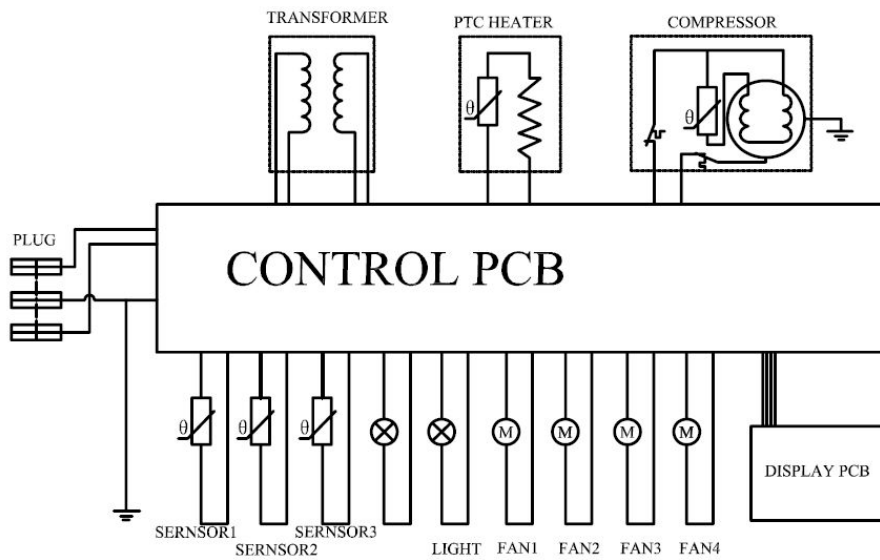 TRANSFORMER
PTC HEATER
COMPRESSOR
θ
θ
PLUG
CONTROL PCB
θ
θ
θ
M
M
M
M
DISPLAY PCB
SERNSOR1
SERNSOR2
SERNSOR3
LIGHT
FAN1
FAN2
FAN3
FAN4